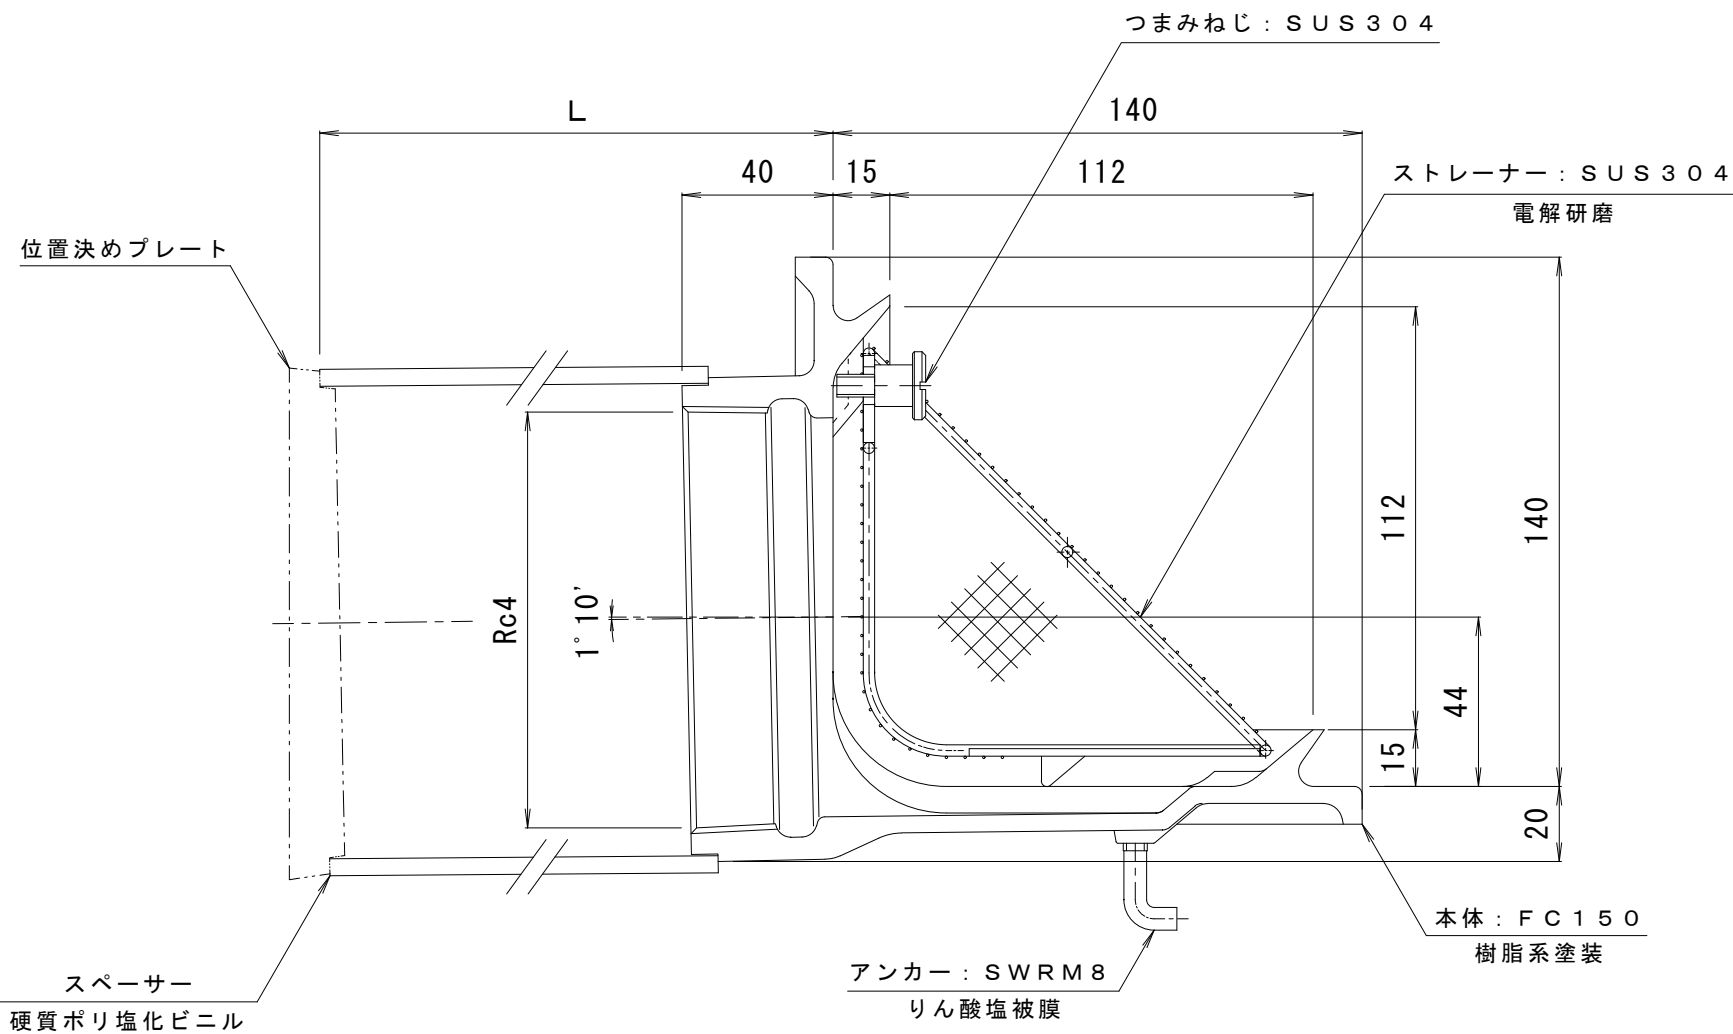 つまみねじ：ＳＵＳ３０４
L
140
40
15
112
ストレーナー：ＳＵＳ３０４
電解研磨
位置決めプレート
112
140
Rc4
1°10'
44
15
20
本体：ＦＣ１５０
樹脂系塗装
アンカー：ＳＷＲＭ８
りん酸塩被膜
スペーサー
硬質ポリ塩化ビニル